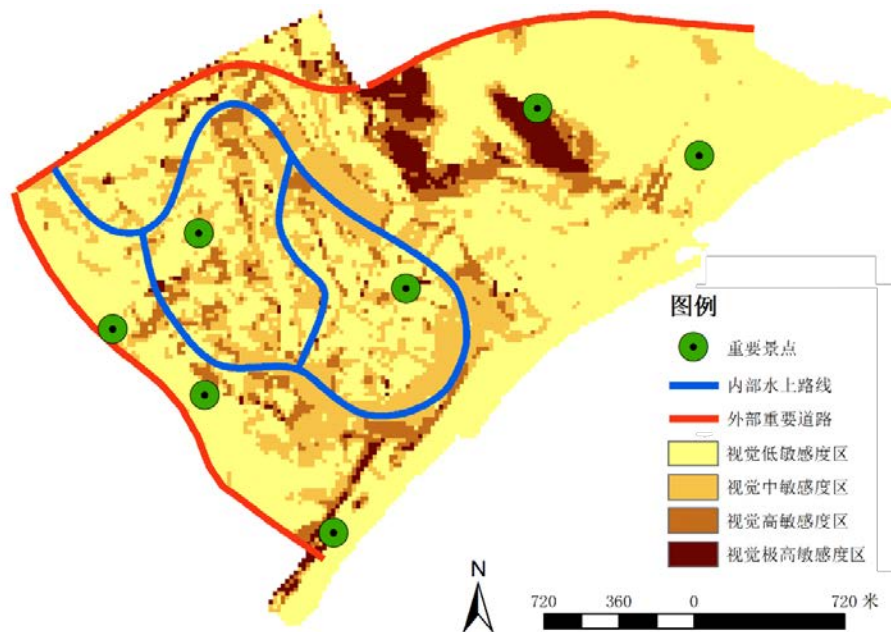 图例
重要景点
内部水上路线
外部重要道路
视觉低敏感度区
视觉中敏感度区
视觉高敏感度区
视觉极高敏感度区
N
720 360 0 720 米